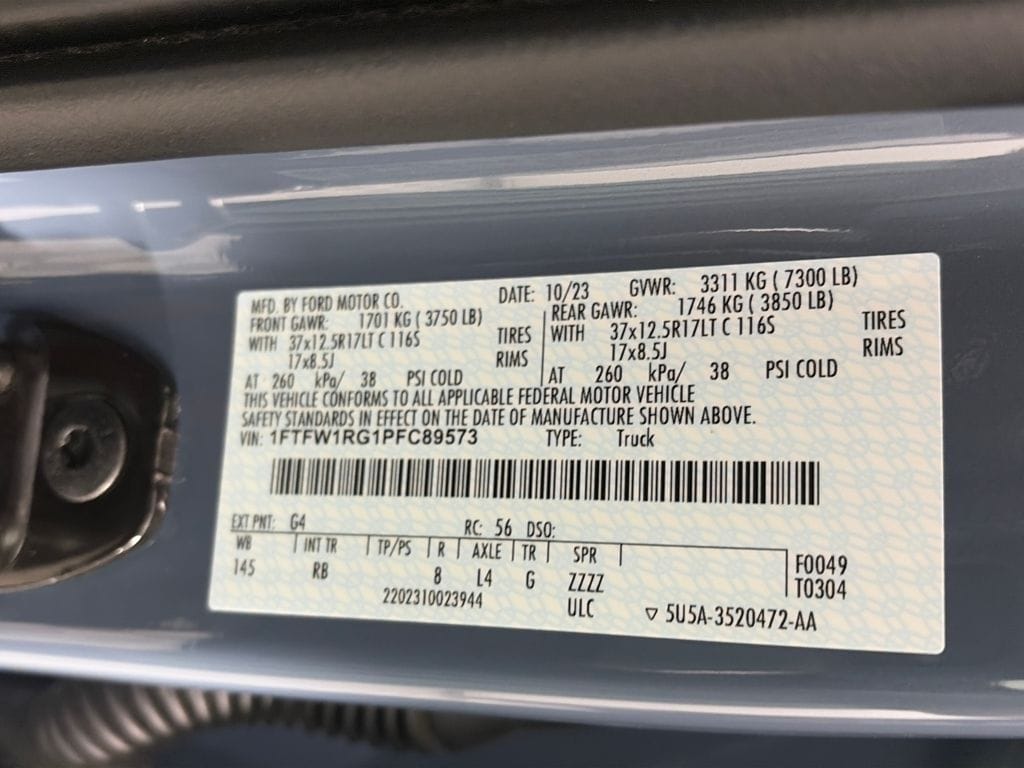 MFD. BY FORD MOTOR CO. DATE: 10/23 GVWR: 3311 KG ( 7300 LB)
FRONT GAWR: 1701 KG ( 3750 LB) REAR GAWR: 1746 KG ( 3850 LB)
WITH 37x12.5R17LT C 116S TIRES WITH 37x12.5R17LT C 116S TIRES
17x8.5J RIMS 17x8.5J RIMS
AT 260 kPa/ 38 PSI COLD AT 260 kPa/ 38 PSI COLD
THIS VEHICLE CONFORMS TO ALL APPLICABLE FEDERAL MOTOR VEHICLE
SAFETY STANDARDS IN EFFECT ON THE DATE OF MANUFACTURE SHOWN ABOVE.
VIN: 1FTFW1RG1PFC89573 TYPE: Truck
EXT PNT: G4 RC: 56 DSO:
WB INT TR TP/PS R AXLE TR SPR F0049
145 RB 8 L4 G ZZZZ T0304
2202310023944 ULC ▽ 5U5A-3520472-AA